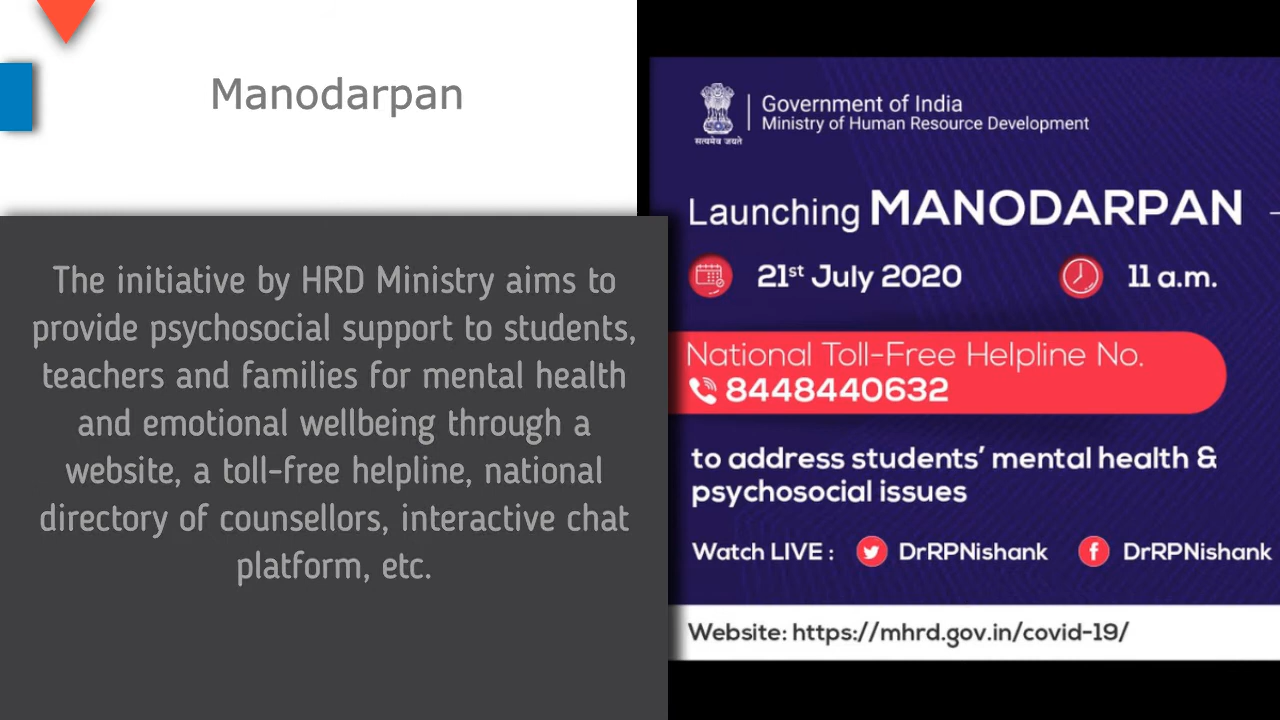 Manodarpan
The initiative by HRD Ministry aims to
provide psychosocial support to students,
teachers and families for mental health
and emotional wellbeing through a
website, a toll-free helpline, national
directory of counsellors, interactive chat
platform, etc.
सत्यमेव जयते
Government of India
Ministry of Human Resource Development
Launching MANODARPAN
21st July 2020
11 a.m.
National Toll-Free Helpline No.
8448440632
to address students’ mental health &
psychosocial issues
Watch LIVE : DrRPNishank DrRPNishank
Website: https://mhrd.gov.in/covid-19/